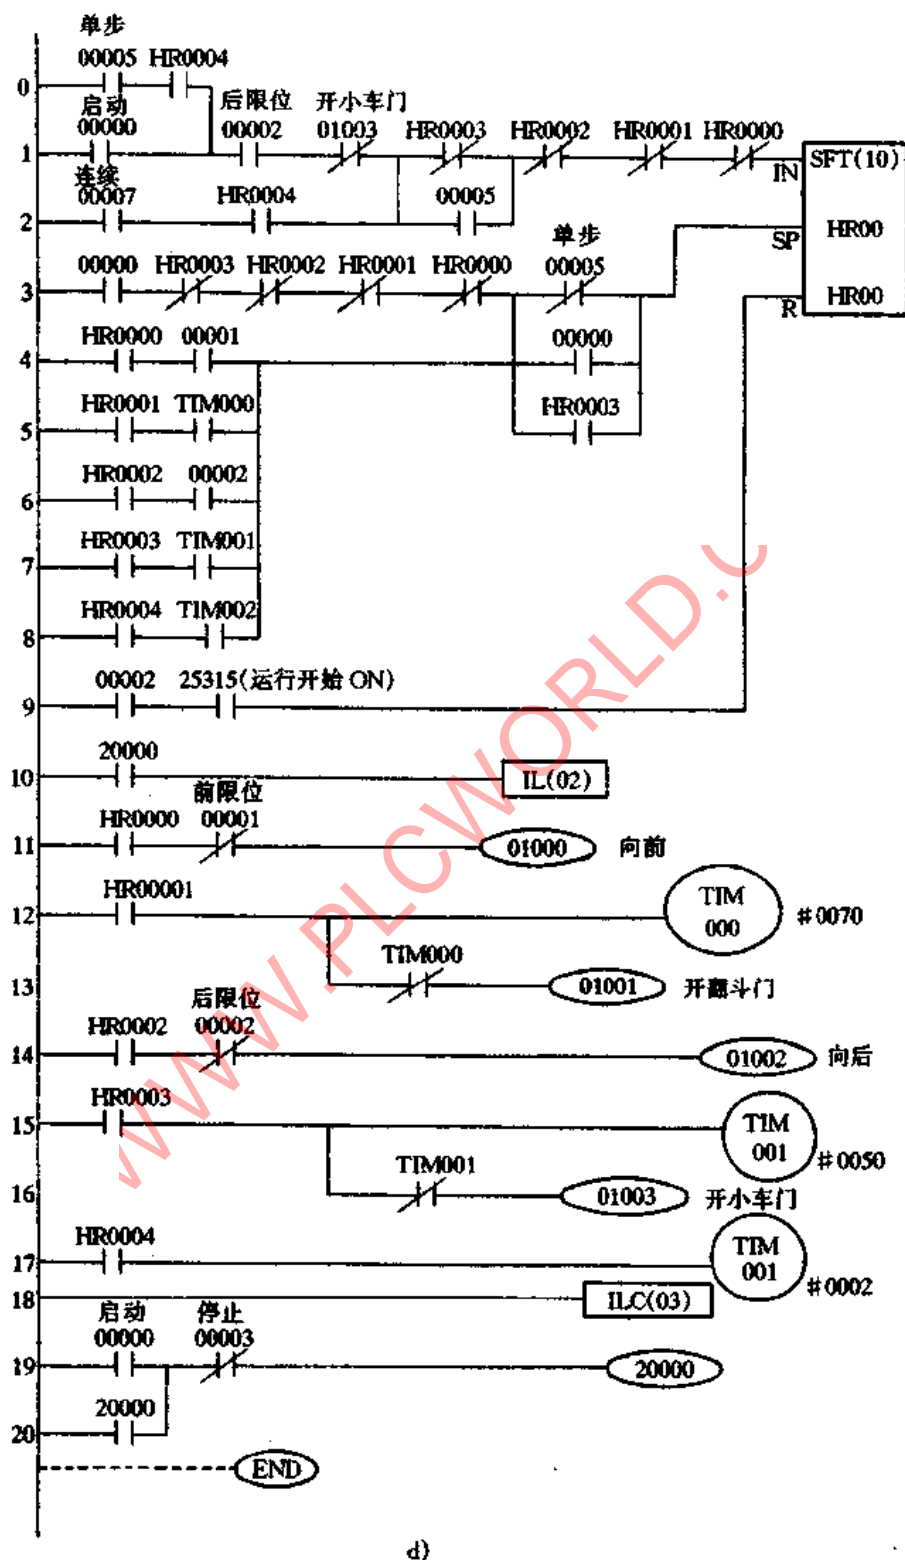 单步
00005 HR0004
0
启动
00000
后限位
00002
开小车门
01003
HR0003
HR0002
HR0001
HR0000
1
IN
SFT(10)
连续
00007
HR0004
00005
2
SP
HR00
单步
00000
HR0003
HR0002
HR0001
HR0000
00005
3
R
HR00
HR0000 00001
00000
4
HR0001 TIM000
HR0003
5
HR0002 00002
6
HR0003 TIM001
7
HR0004 TIM002
8
00002 25315(运行开始 ON)
9
20000
10
IL(02)
前限位
HR0000 00001
11
01000 向前
HR00001
12
TIM
000
#0070
TIM000
13
01001 开翻斗门
后限位
HR0002 00002
14
01002 向后
HR0003
15
TIM
001
#0050
TIM001
16
01003 开小车门
HR0004
17
TIM
001
#0002
18
ILC(03)
启动 停止
00000 00003
19
20000
20000
20
END
d)
WWW.PLCWORLD.C